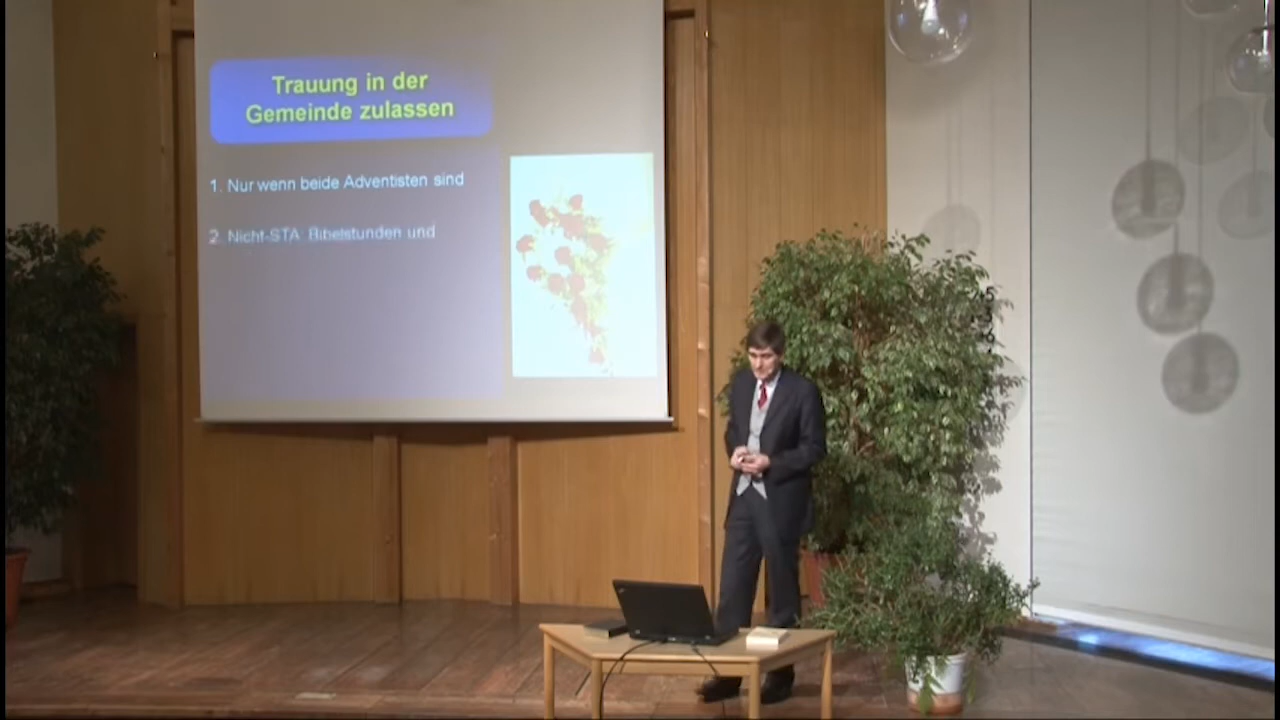 Trauung in der
Gemeinde zulassen
1. Nur wenn beide Adventisten sind
2. Nicht-STA: Bibelstunden und